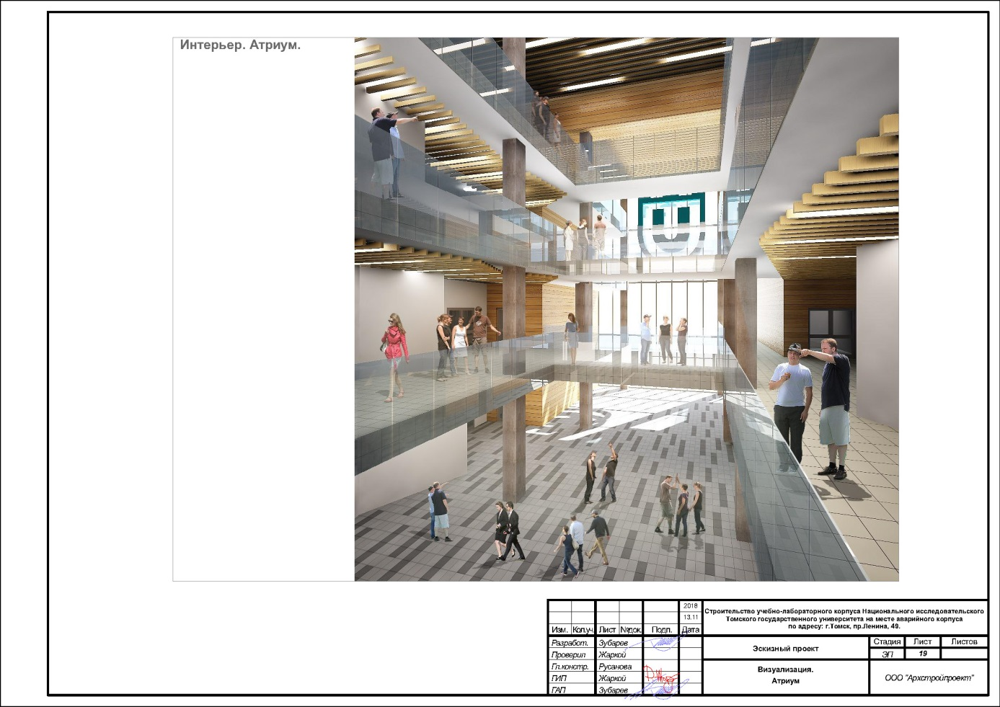 Интерьер. Атриум.
2018
13.11
Изм. Кол.уч. Лист №док. Подп. Дата
Строительство учебно-лабораторного корпуса Национального исследовательского
Томского государственного университета на месте аварийного корпуса
по адресу: г.Томск, пр.Ленина, 49.
Разработ. Зубарев
Проверил Жаркой
Гл.констр. Русанова
ГИП Жаркой
ГАП Зубарев
Эскизный проект
Стадия Лист Листов
ЭП 19
Визуализация.
Атриум
ООО "Архстройпроект"